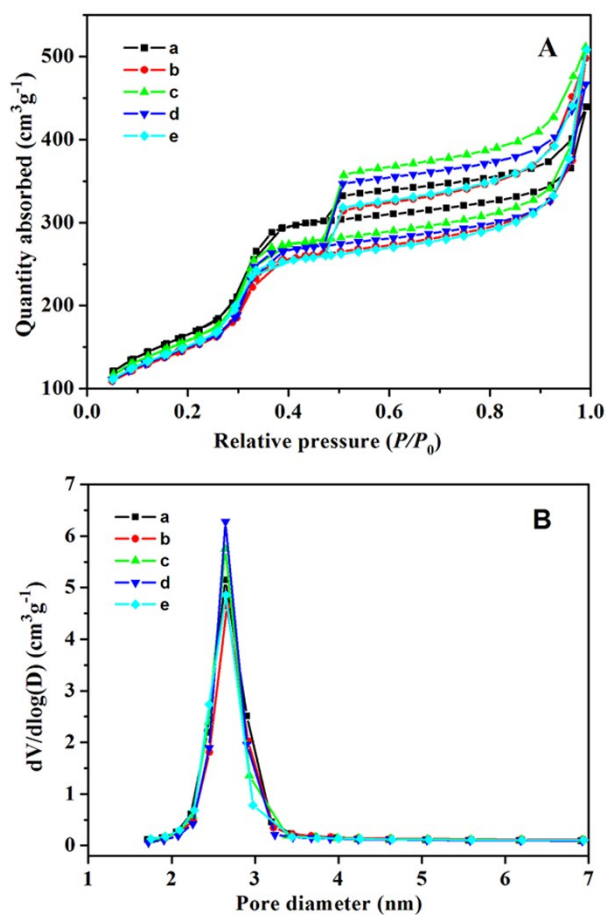 A
a
b
c
d
e
500
400
300
200
100
0.0 0.2 0.4 0.6 0.8 1.0
Quantity absorbed (cm³g⁻¹)
Relative pressure (P/P₀)
B
a
b
c
d
e
7
6
5
4
3
2
1
0
1 2 3 4 5 6 7
dV/dlog(D) (cm³g⁻¹)
Pore diameter (nm)